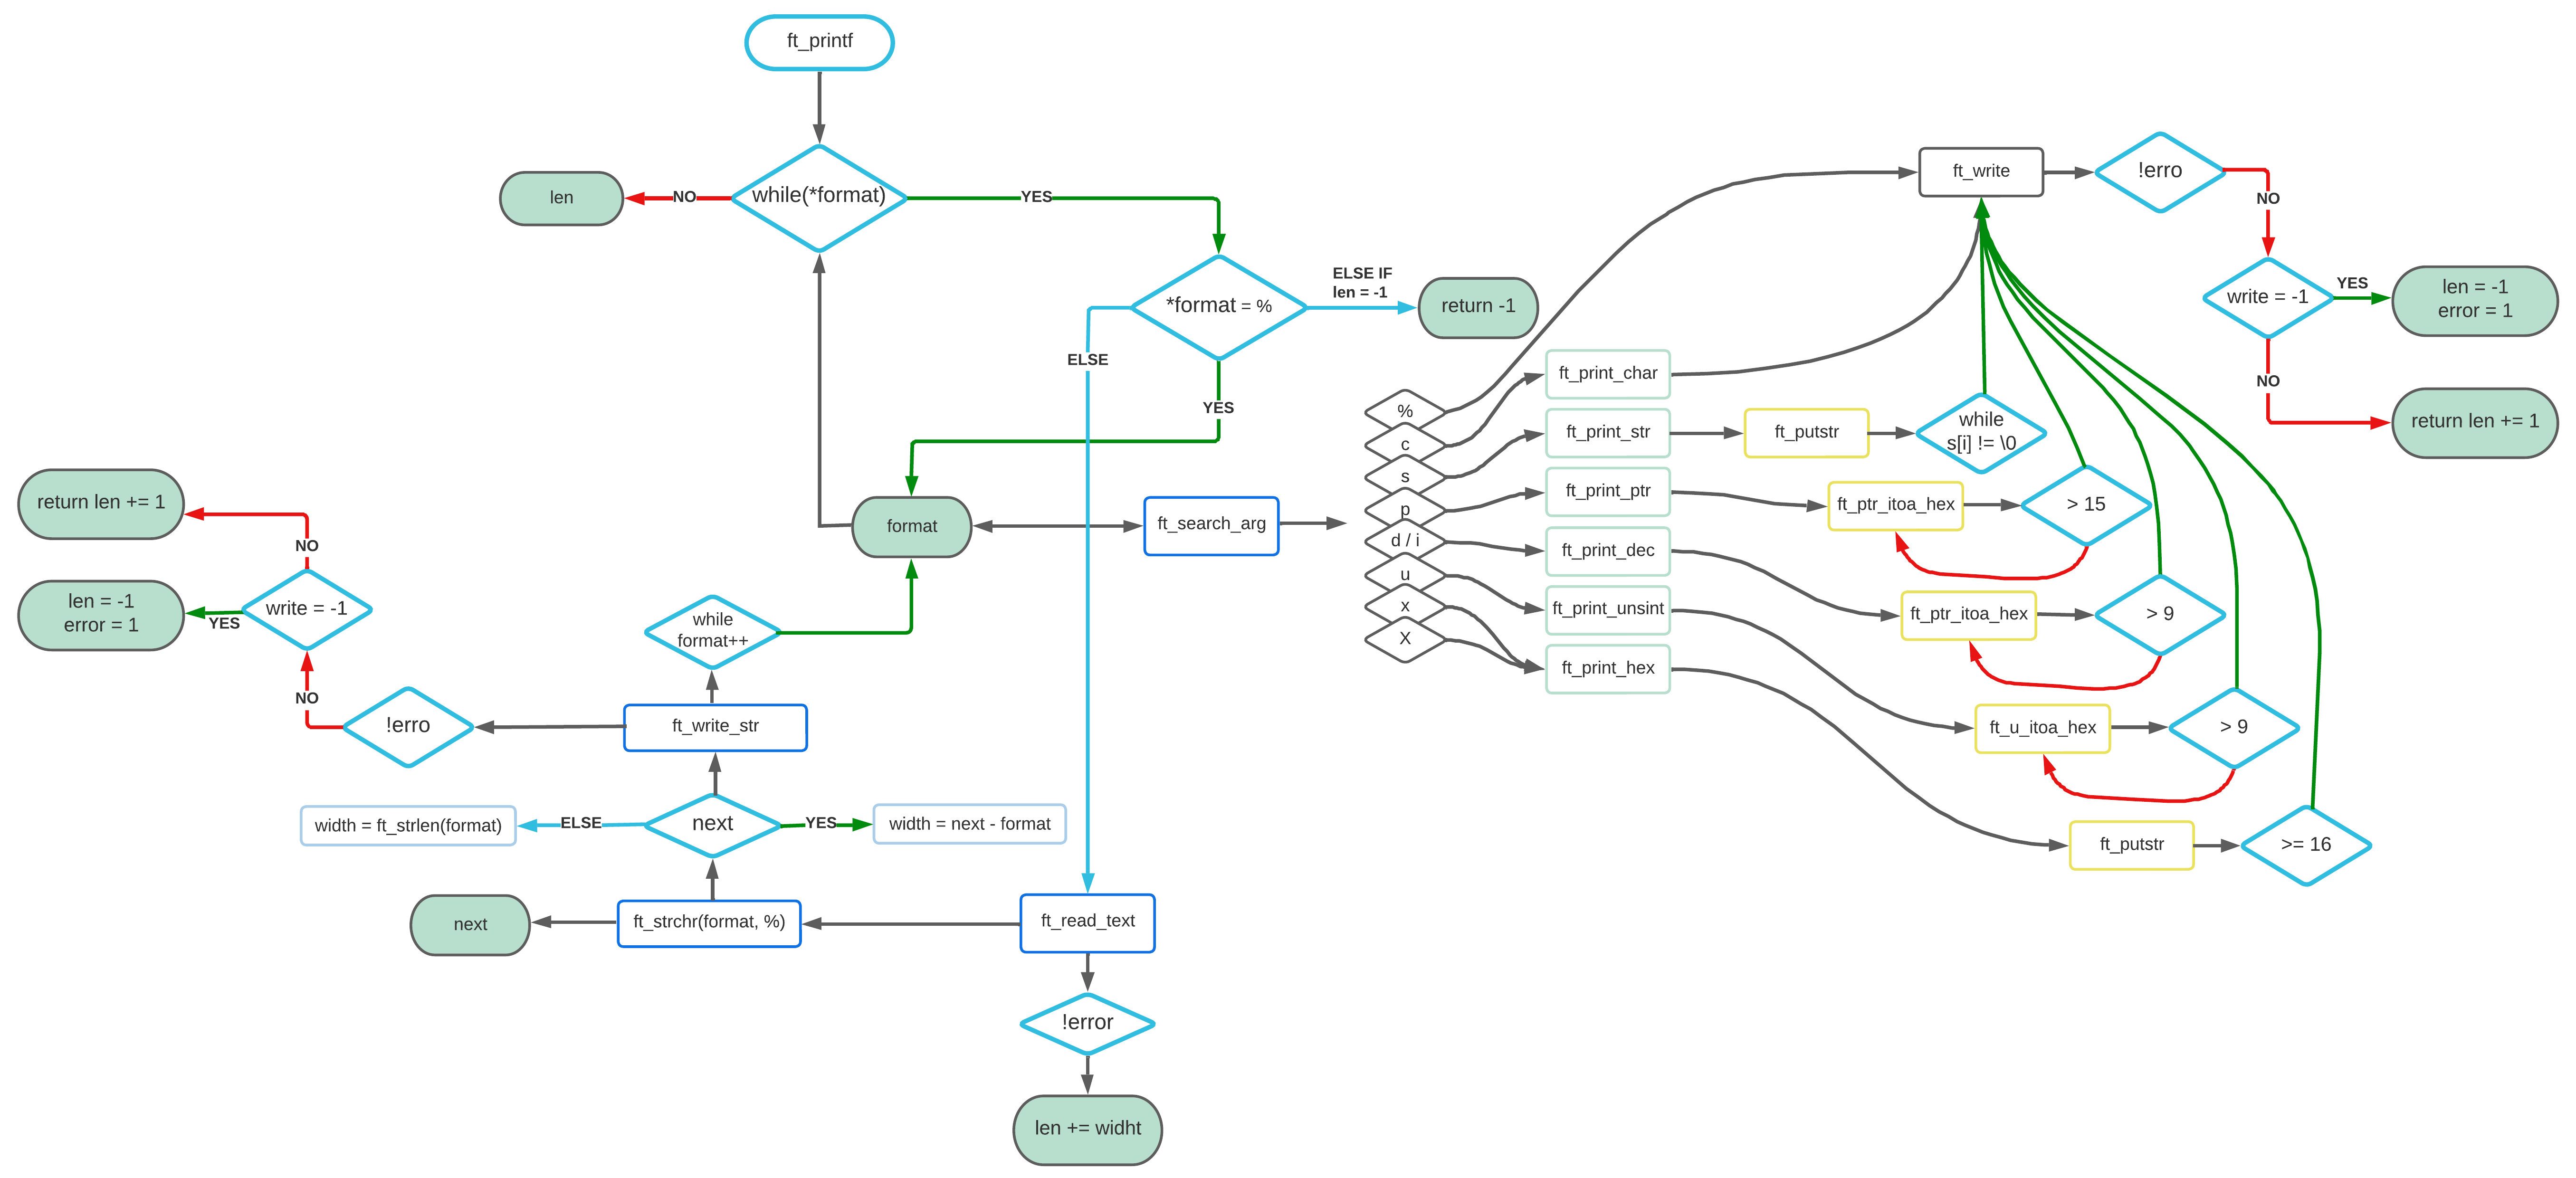 ft_printf
len
NO
while(*format)
YES
ELSE IF
len = -1
*format = %
return -1
ELSE
YES
format
ft_search_arg
%
c
s
p
d / i
u
x
X
ft_print_char
ft_print_str
ft_print_ptr
ft_print_dec
ft_print_unsint
ft_print_hex
ft_putstr
while
s[i] != \0
ft_ptr_itoa_hex
> 15
ft_ptr_itoa_hex
> 9
ft_u_itoa_hex
> 9
ft_putstr
>= 16
ft_write
!erro
NO
write = -1
YES
len = -1
error = 1
NO
return len += 1
return len += 1
NO
len = -1
error = 1
YES
write = -1
NO
!erro
while
format++
ft_write_str
width = ft_strlen(format)
ELSE
next
YES
width = next - format
next
ft_strchr(format, %)
ft_read_text
!error
len += widht